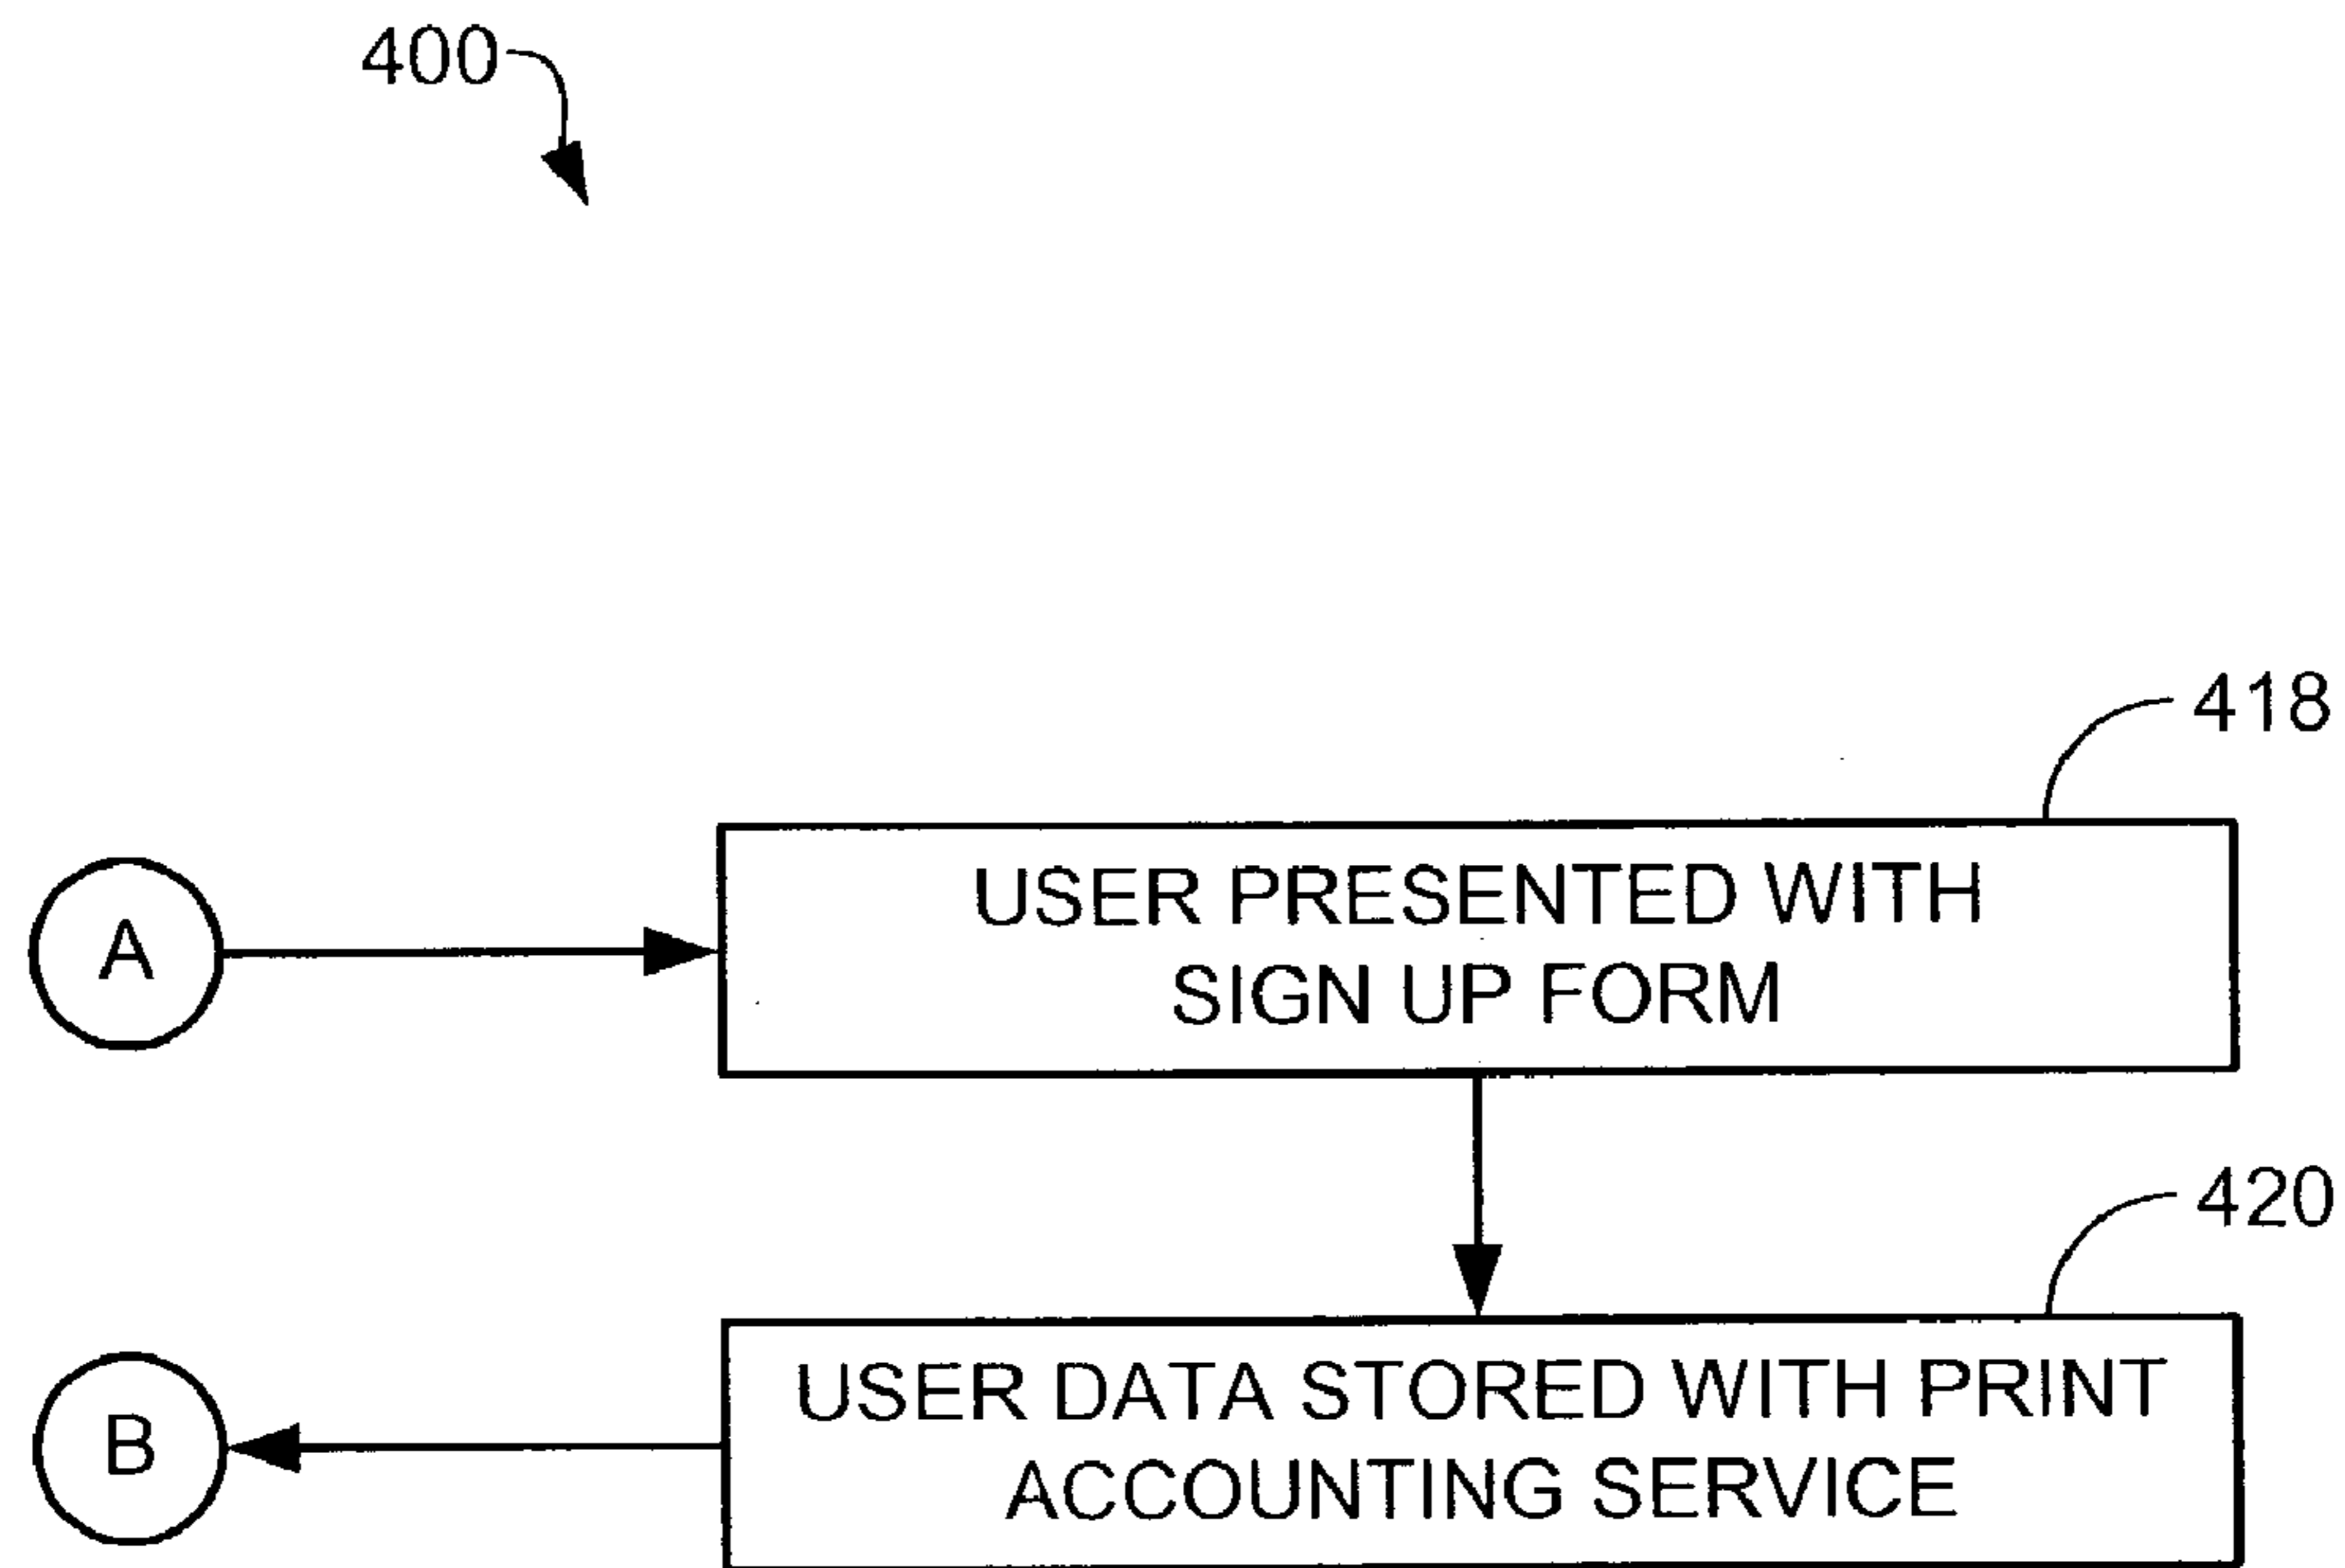 400
418
A
USER PRESENTED WITH
SIGN UP FORM
420
B
USER DATA STORED WITH PRINT
ACCOUNTING SERVICE